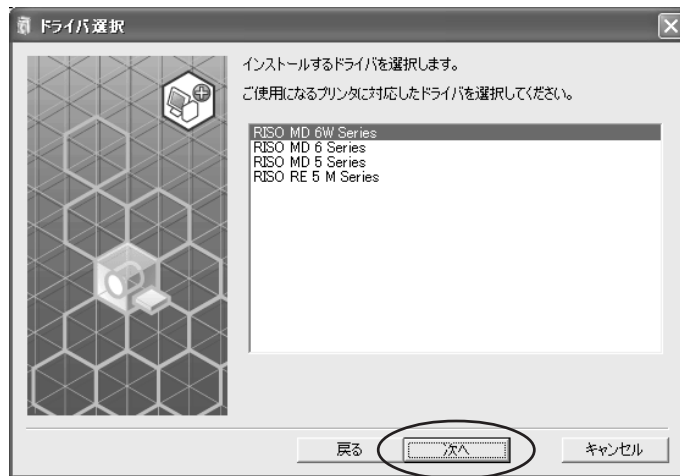 ドライバ選択
インストールするドライバを選択します。
ご使用になるプリンタに対応したドライバを選択してください。
RISO MD 6W Series
RISO MD 6 Series
RISO MD 5 Series
RISO RE 5 M Series
戻る
次へ
キャンセル